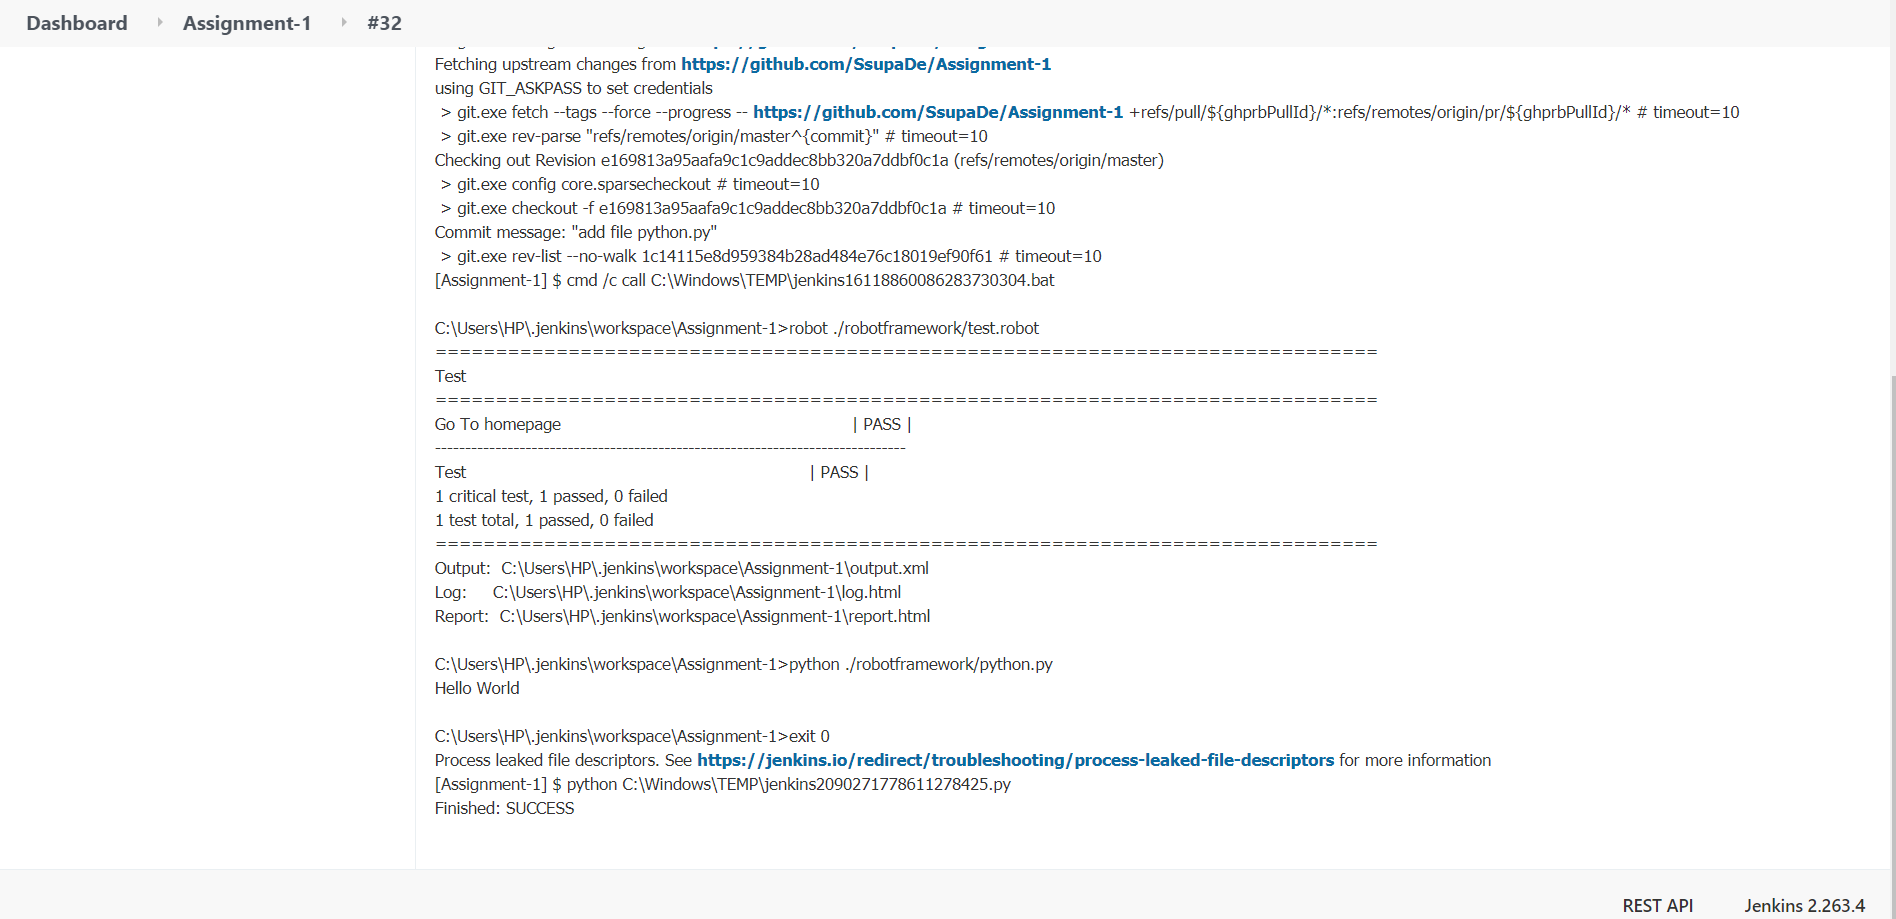 Dashboard Assignment-1 #32
Fetching upstream changes from https://github.com/SsupaDe/Assignment-1
using GIT_ASKPASS to set credentials
> git.exe fetch --tags --force --progress -- https://github.com/SsupaDe/Assignment-1 +refs/pull/${ghprbPullId}/*:refs/remotes/origin/pr/${ghprbPullId}/* # timeout=10
> git.exe rev-parse "refs/remotes/origin/master^{commit}" # timeout=10
Checking out Revision e169813a95aafa9c1c9addec8bb320a7ddbf0c1a (refs/remotes/origin/master)
> git.exe config core.sparsecheckout # timeout=10
> git.exe checkout -f e169813a95aafa9c1c9addec8bb320a7ddbf0c1a # timeout=10
Commit message: "add file python.py"
> git.exe rev-list --no-walk 1c14115e8d959384b28ad484e76c18019ef90f61 # timeout=10
[Assignment-1] $ cmd /c call C:\Windows\TEMP\jenkins16118860086283730304.bat
C:\Users\HP\.jenkins\workspace\Assignment-1>robot ./robotframework/test.robot
==============================================================================
Test
==============================================================================
Go To homepage | PASS |
------------------------------------------------------------------------------
Test | PASS |
1 critical test, 1 passed, 0 failed
1 test total, 1 passed, 0 failed
==============================================================================
Output: C:\Users\HP\.jenkins\workspace\Assignment-1\output.xml
Log: C:\Users\HP\.jenkins\workspace\Assignment-1\log.html
Report: C:\Users\HP\.jenkins\workspace\Assignment-1\report.html
C:\Users\HP\.jenkins\workspace\Assignment-1>python ./robotframework/python.py
Hello World
C:\Users\HP\.jenkins\workspace\Assignment-1>exit 0
Process leaked file descriptors. See https://jenkins.io/redirect/troubleshooting/process-leaked-file-descriptors for more information
[Assignment-1] $ python C:\Windows\TEMP\jenkins2090271778611278425.py
Finished: SUCCESS
REST API Jenkins 2.263.4